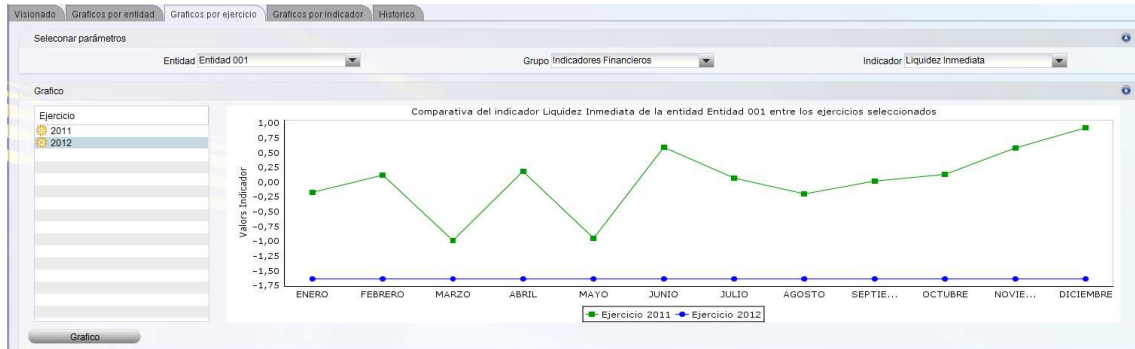 Visionado Graficos por entidad Graficos por ejercicio Graficos por indicador Historico
Seleconar parámetros
Entidad Entidad 001 Grupo Indicadores Financieros Indicador Liquidez Inmediata
Grafico
Ejercicio
2011
2012
Comparativa del indicador Liquidez Inmediata de la entidad Entidad 001 entre los ejercicios seleccionados
Valors Indicador
1,00
0,75
0,50
0,25
0,00
-0,25
-0,50
-0,75
-1,00
-1,25
-1,50
-1,75
ENERO FEBRERO MARZO ABRIL MAYO JUNIO JULIO AGOSTO SEPTIE... OCTUBRE NOVIE... DICIEMBRE
Ejercicio 2011 Ejercicio 2012
Grafico